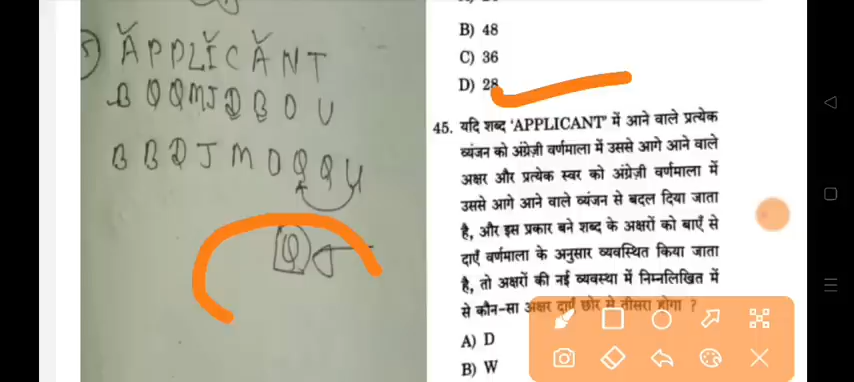 5) APPLICANT
B Q Q M J D B O U
B B D J M O Q Q U
Q
B) 48
C) 36
D) 28
45. यदि शब्द 'APPLICANT' में आने वाले प्रत्येक
व्यंजन को अंग्रेज़ी वर्णमाला में उससे आगे आने वाले
अक्षर और प्रत्येक स्वर को अंग्रेज़ी वर्णमाला में
उससे आगे आने वाले व्यंजन से बदल दिया जाता
है, और इस प्रकार बने शब्द के अक्षरों को बाएँ से
दाएँ वर्णमाला के अनुसार व्यवस्थित किया जाता
है, तो अक्षरों की नई व्यवस्था में निम्नलिखित में
से कौन-सा अक्षर दाएँ छोर से तीसरा होगा ?
A) D
B) W